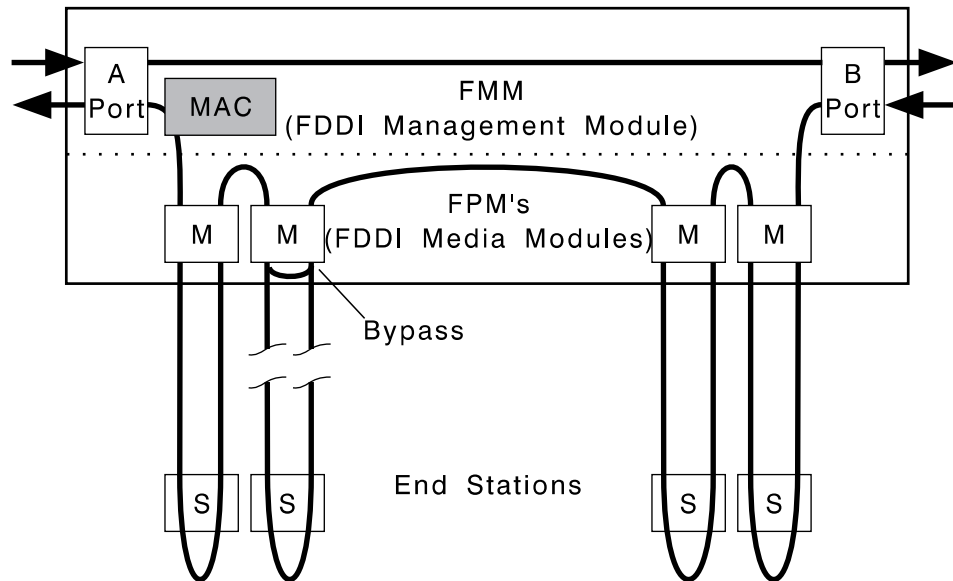 A
Port
MAC
FMM
(FDDI Management Module)
B
Port
M
M
FPM's
(FDDI Media Modules)
M
M
Bypass
S
S
End Stations
S
S